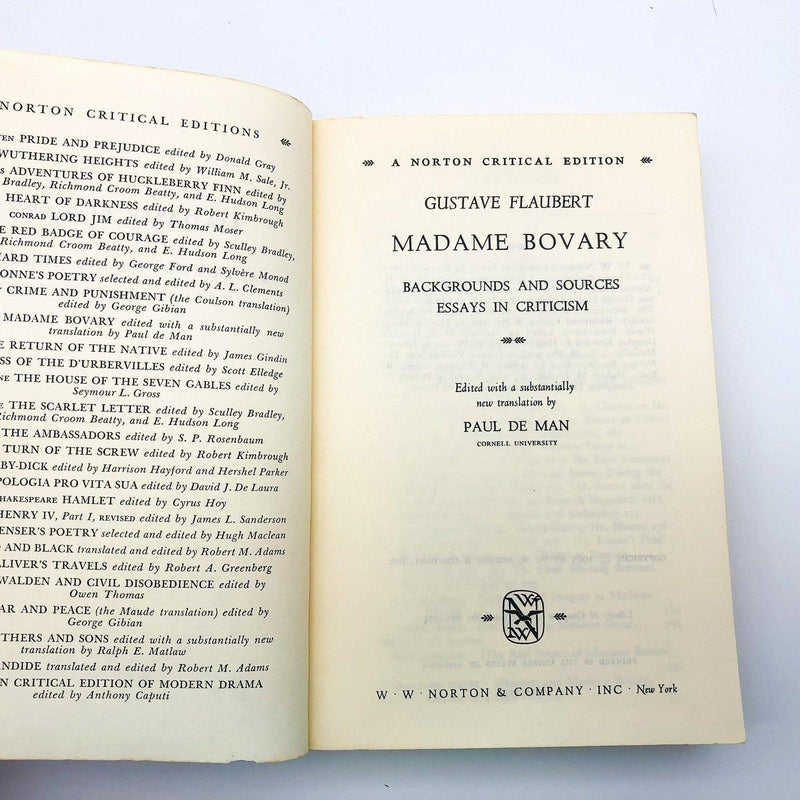 NORTON CRITICAL EDITIONS
PRIDE AND PREJUDICE edited by Donald Gray
WUTHERING HEIGHTS edited by William M. Sale, Jr.
ADVENTURES OF HUCKLEBERRY FINN edited by
Bradley, Richmond Croom Beatty, and E. Hudson Long
HEART OF DARKNESS edited by Robert Kimbrough
CONRAD LORD JIM edited by Thomas Moser
RED BADGE OF COURAGE edited by Sculley Bradley,
Richmond Croom Beatty, and E. Hudson Long
HARD TIMES edited by George Ford and Sylvère Monod
POETRY selected and edited by A. L. Clements
CRIME AND PUNISHMENT (the Coulson translation)
edited by George Gibian
MADAME BOVARY edited with a substantially new
translation by Paul de Man
RETURN OF THE NATIVE edited by James Gindin
OF THE D'URBERVILLES edited by Scott Elledge
THE HOUSE OF THE SEVEN GABLES edited by
Seymour L. Gross
THE SCARLET LETTER edited by Sculley Bradley,
Richmond Croom Beatty, and E. Hudson Long
THE AMBASSADORS edited by S. P. Rosenbaum
TURN OF THE SCREW edited by Robert Kimbrough
BY-DICK edited by Harrison Hayford and Hershel Parker
POLOGIA PRO VITA SUA edited by David J. De Laura
HAKESPEARE HAMLET edited by Cyrus Hoy
HENRY IV, Part I, REVISED edited by James L. Sanderson
ENSER'S POETRY selected and edited by Hugh Maclean
AND BLACK translated and edited by Robert M. Adams
LLIVER'S TRAVELS edited by Robert A. Greenberg
WALDEN AND CIVIL DISOBEDIENCE edited by
Owen Thomas
AR AND PEACE (the Maude translation) edited by
George Gibian
THERS AND SONS edited with a substantially new
translation by Ralph E. Matlaw
ANDIDE translated and edited by Robert M. Adams
N CRITICAL EDITION OF MODERN DRAMA
edited by Anthony Caputi
A NORTON CRITICAL EDITION
GUSTAVE FLAUBERT
MADAME BOVARY
BACKGROUNDS AND SOURCES
ESSAYS IN CRITICISM
Edited with a substantially
new translation by
PAUL DE MAN
CORNELL UNIVERSITY
W · W · NORTON & COMPANY · INC · New York